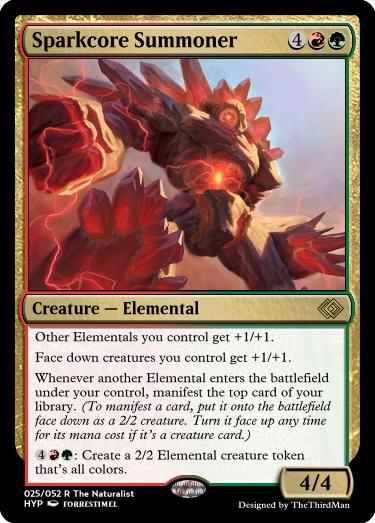 Sparkcore Summoner 4
Creature — Elemental
Other Elementals you control get +1/+1.
Face down creatures you control get +1/+1.
Whenever another Elemental enters the battlefield
under your control, manifest the top card of your
library. (To manifest a card, put it onto the battlefield
face down as a 2/2 creature. Turn it face up any time
for its mana cost if it's a creature card.)
4: Create a 2/2 Elemental creature token
that's all colors.
4/4
025/052 R The Naturalist
HYP FORRESTIMEL
Designed by TheThirdMan